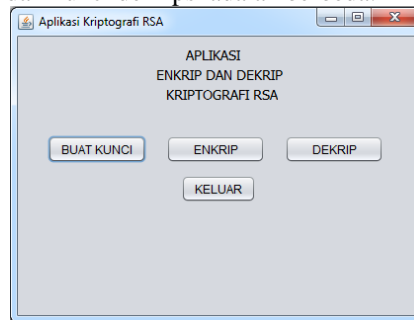 Aplikasi Kriptografi RSA
APLIKASI
ENKRIP DAN DEKRIP
KRIPTOGRAFI RSA
BUAT KUNCI ENKRIP DEKRIP
KELUAR